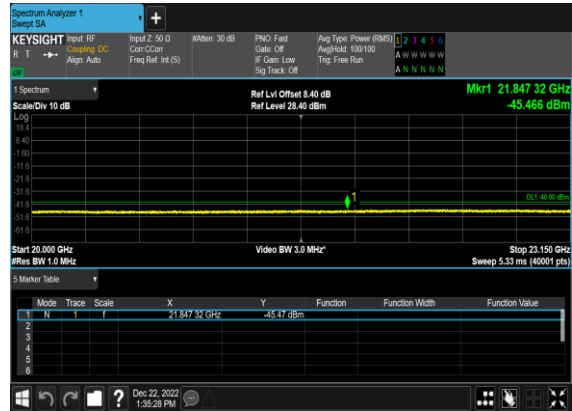 Spectrum Analyzer 1
Swept SA
+
KEYSIGHT Input: RF Input Z: 50 Ω #Atten: 30 dB PNO: Fast Avg Type: Power (RMS) 1 2 3 4 5 6
R T Coupling: DC Corr CCorr Gate: Off Avg|Hold: 100/100 A W W W W W
Align: Auto Freq Ref: Int (S) IF Gain: Low Trig: Free Run A N N N N N
Sig Track: Off
1 Spectrum Ref Lvl Offset 8.40 dB Mkr1 21.847 32 GHz
Scale/Div 10 dB Ref Level 28.40 dBm -45.466 dBm
Log
18.4
8.40
-1.60
-11.6
-21.6
-31.6
1
DL1 -40.00 dBm
-41.6
-51.6
-61.6
Start 20.000 GHz Video BW 3.0 MHz* Stop 23.150 GHz
#Res BW 1.0 MHz Sweep 5.33 ms (40001 pts)
5 Marker Table
Mode Trace Scale X Y Function Function Width Function Value
1 N 1 f 21.847 32 GHz -45.47 dBm
2
3
4
5
6
? Dec 22, 2022
1:35:28 PM